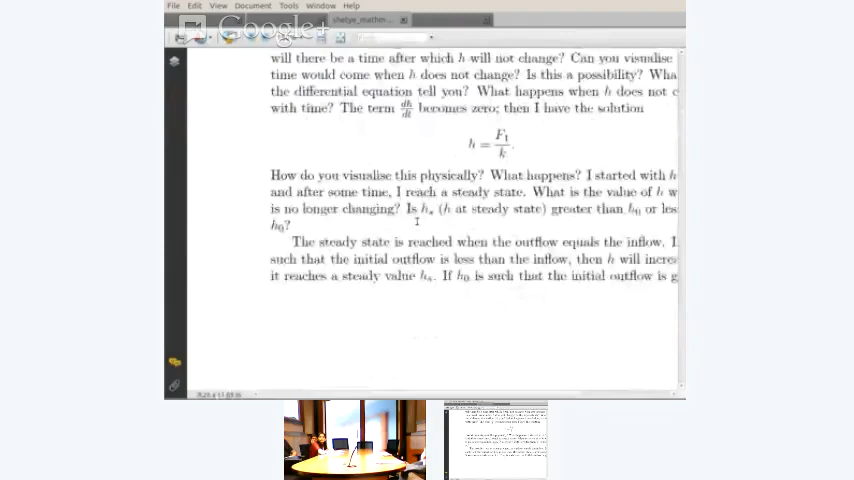 File Edit View Document Tools Window Help
shetye_mathm...
Google+
will there be a time after which h will not change? Can you visualise
time would come when h does not change? Is this a possibility? Wha
the differential equation tell you? What happens when h does not c
with time? The term dh/dt becomes zero; then I have the solution
h = F1/k.
How do you visualise this physically? What happens? I started with h
and after some time, I reach a steady state. What is the value of h w
is no longer changing? Is hs (h at steady state) greater than h0 or les
h0?
The steady state is reached when the outflow equals the inflow. I
such that the initial outflow is less than the inflow, then h will incre
it reaches a steady value hs. If h0 is such that the initial outflow is g